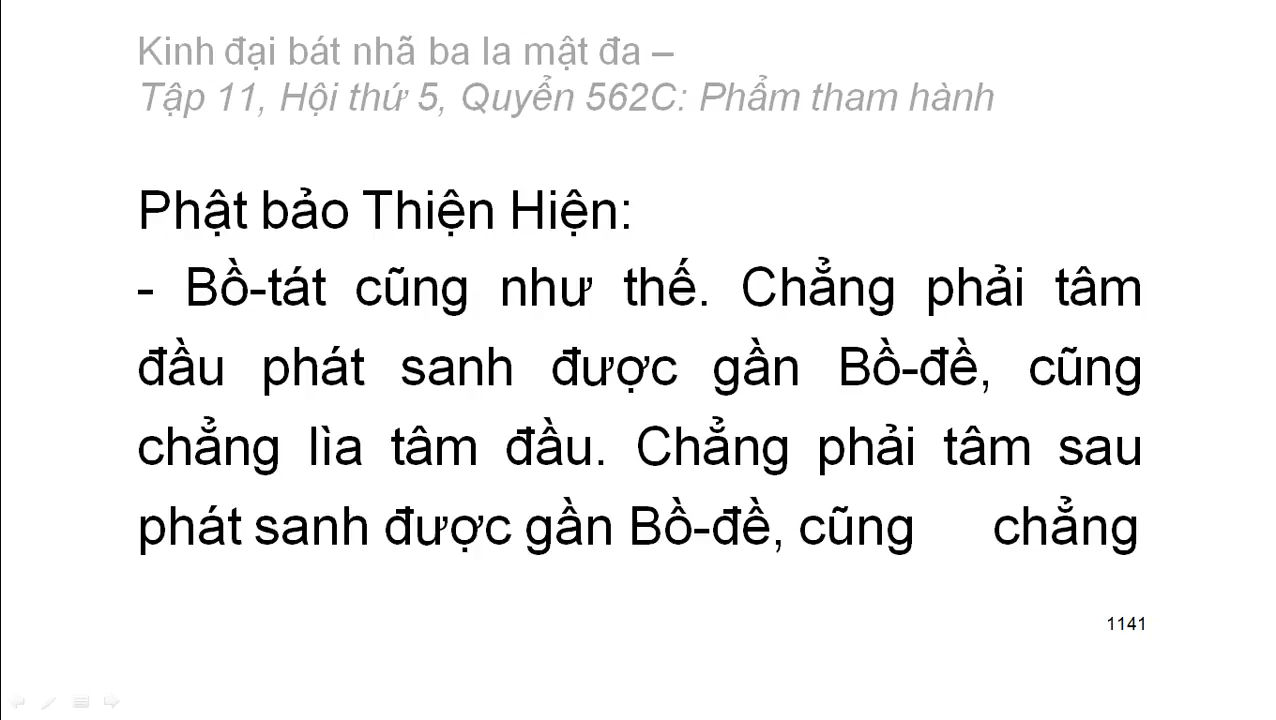 Kinh đại bát nhã ba la mật đa –
Tập 11, Hội thứ 5, Quyển 562C: Phẩm tham hành
Phật bảo Thiện Hiện:
- Bồ-tát cũng như thế. Chẳng phải tâm
đầu phát sanh được gần Bồ-đề, cũng
chẳng lìa tâm đầu. Chẳng phải tâm sau
phát sanh được gần Bồ-đề, cũng chẳng
1141